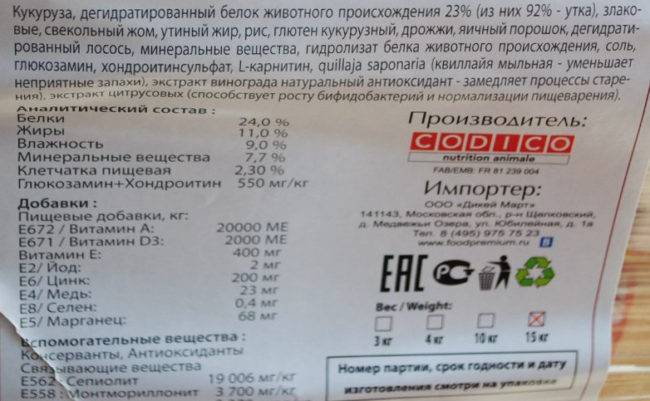 Кукуруза, дегидратированный белок животного происхождения 23% (из них 92% - утка), злако-
вые, свекольный жом, утиный жир, рис, глютен кукурузный, дрожжи, яичный порошок, дегидрати-
рованный лосось, минеральные вещества, гидролизат белка животного происхождения, соль,
глюкозамин, хондроитинсульфат, L-карнитин, quillaja saponaria (квиллайя мыльная - уменьшает
неприятные запахи), экстракт винограда натуральный антиоксидант - замедляет процессы старе-
ния), экстракт цитрусовых (способствует росту бифидобактерий и нормализации пищеварения).
Аналитический состав :
Белки 24,0 %
Жиры 11,0 %
Влажность 9,0 %
Минеральные вещества 7,7 %
Клетчатка пищевая 2,30 %
Глюкозамин+Хондроитин 550 мг/кг
Добавки :
Пищевые добавки, кг:
E672 / Витамин А: 20000 МЕ
E671 / Витамин D3: 2000 МЕ
Витамин Е: 400 мг
E2/ Йод: 2 мг
E6/ Цинк: 200 мг
E4/ Медь: 23 мг
E8/ Селен: 0,4 мг
E5/ Марганец: 68 мг
Вспомогательные вещества :
Консерванты, Антиоксиданты
Связывающие вещества
E562 / Сепиолит 19 006 мг/кг
E558 : Монтмориллонит 3 700 мг/кг
Производитель:
CODICO
nutrition animale
FAB/EMB: FR 81 239 004
Импортер:
ООО «Дикей Март»
141143, Московская обл., р-н Щелковский,
д. Медвежьи Озера, ул. Юбилейная, д. 1а
Тел. 8 (495) 975 75 23
www.foodpremium.ru
EAC
Вес / Weight:
3 кг 4 кг 10 кг 15 кг
Номер партии, срок годности и дату
изготовления смотри на упаковке